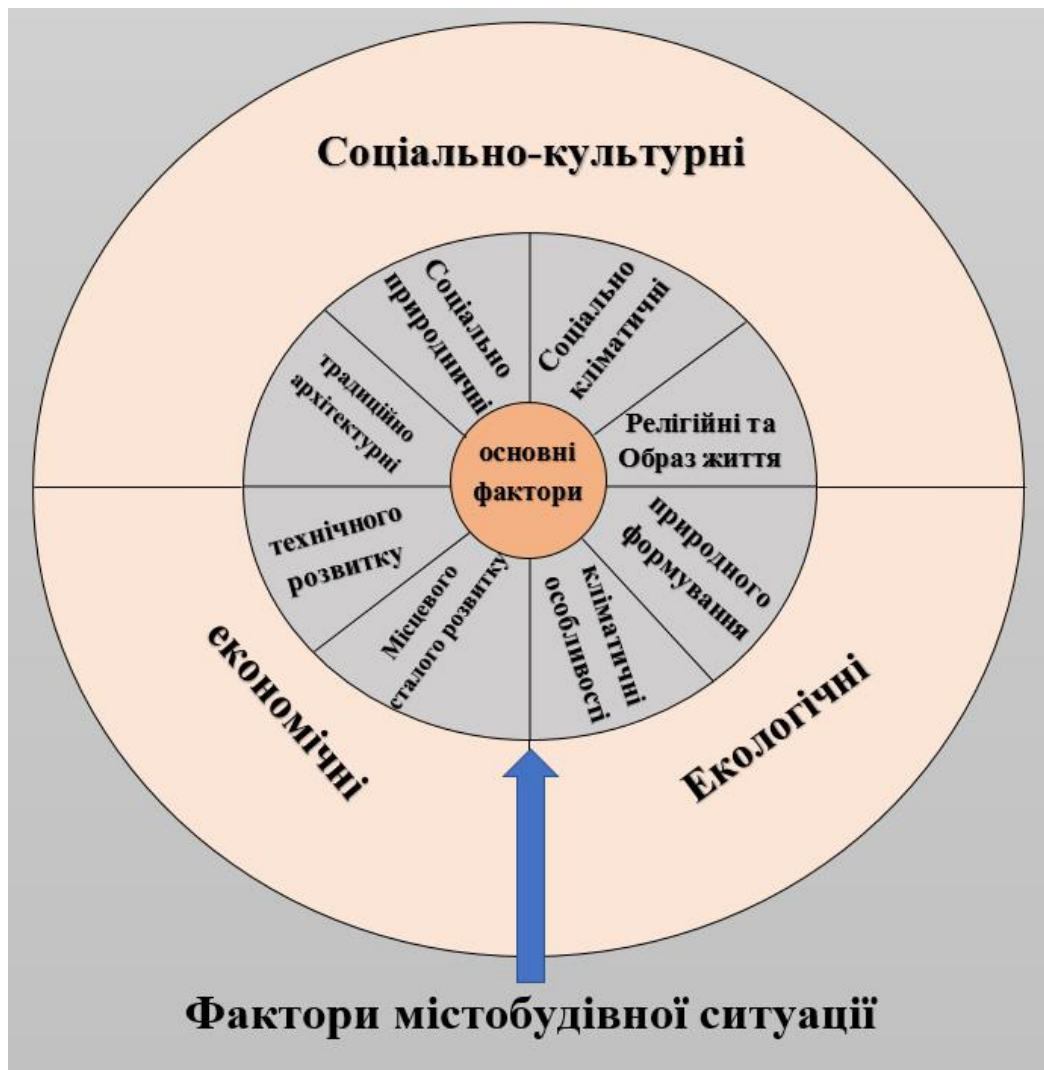 Соціально-культурні
Соціально
природничі
Соціально
кліматичні
традиційно
архітектурні
Релігійні та
Образ життя
основні
фактори
технічного
розвитку
природного
формування
Місцевого
сталого розвитку
кліматичні
особливості
економічні
Екологічні
Фактори містобудівної ситуації